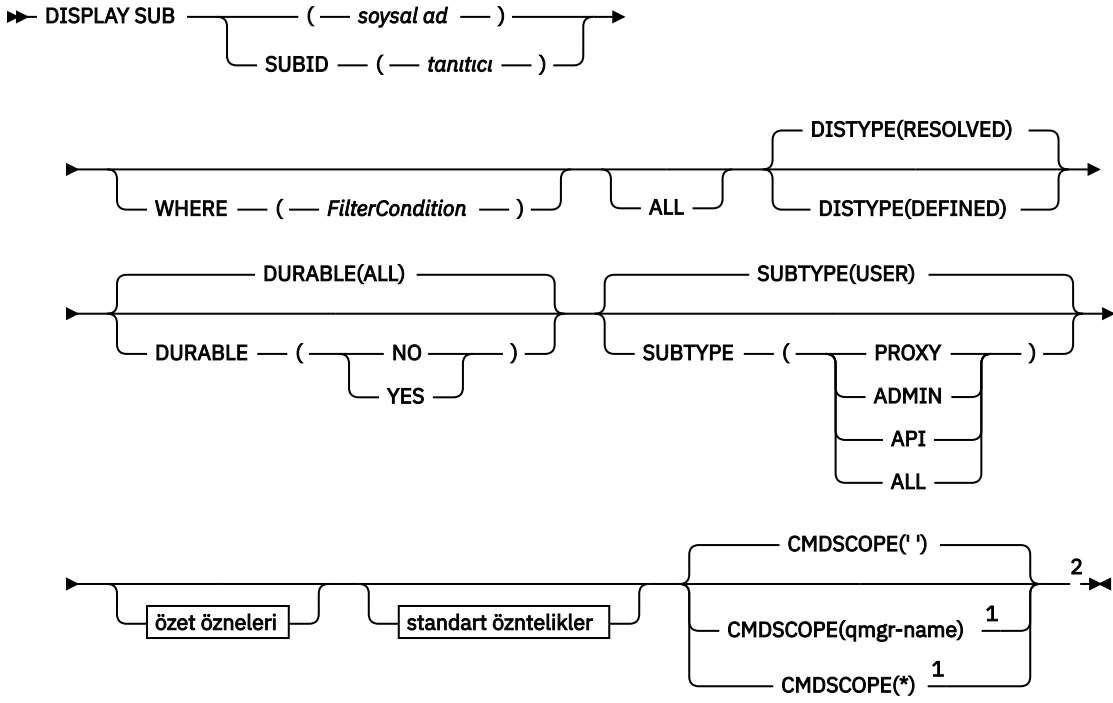 DISPLAY SUB ( soysal ad )
SUBID ( tanıtıcı )
DISTYPE(RESOLVED)
WHERE ( FilterCondition ) ALL DISTYPE(DEFINED)
DURABLE(ALL) SUBTYPE(USER)
DURABLE ( NO ) SUBTYPE ( PROXY )
YES ADMIN
API
ALL
CMDSCOPE(' ')
2
özet özneleri standart özntelikler CMDSCOPE(qmgr-name) 1
CMDSCOPE(*) 1